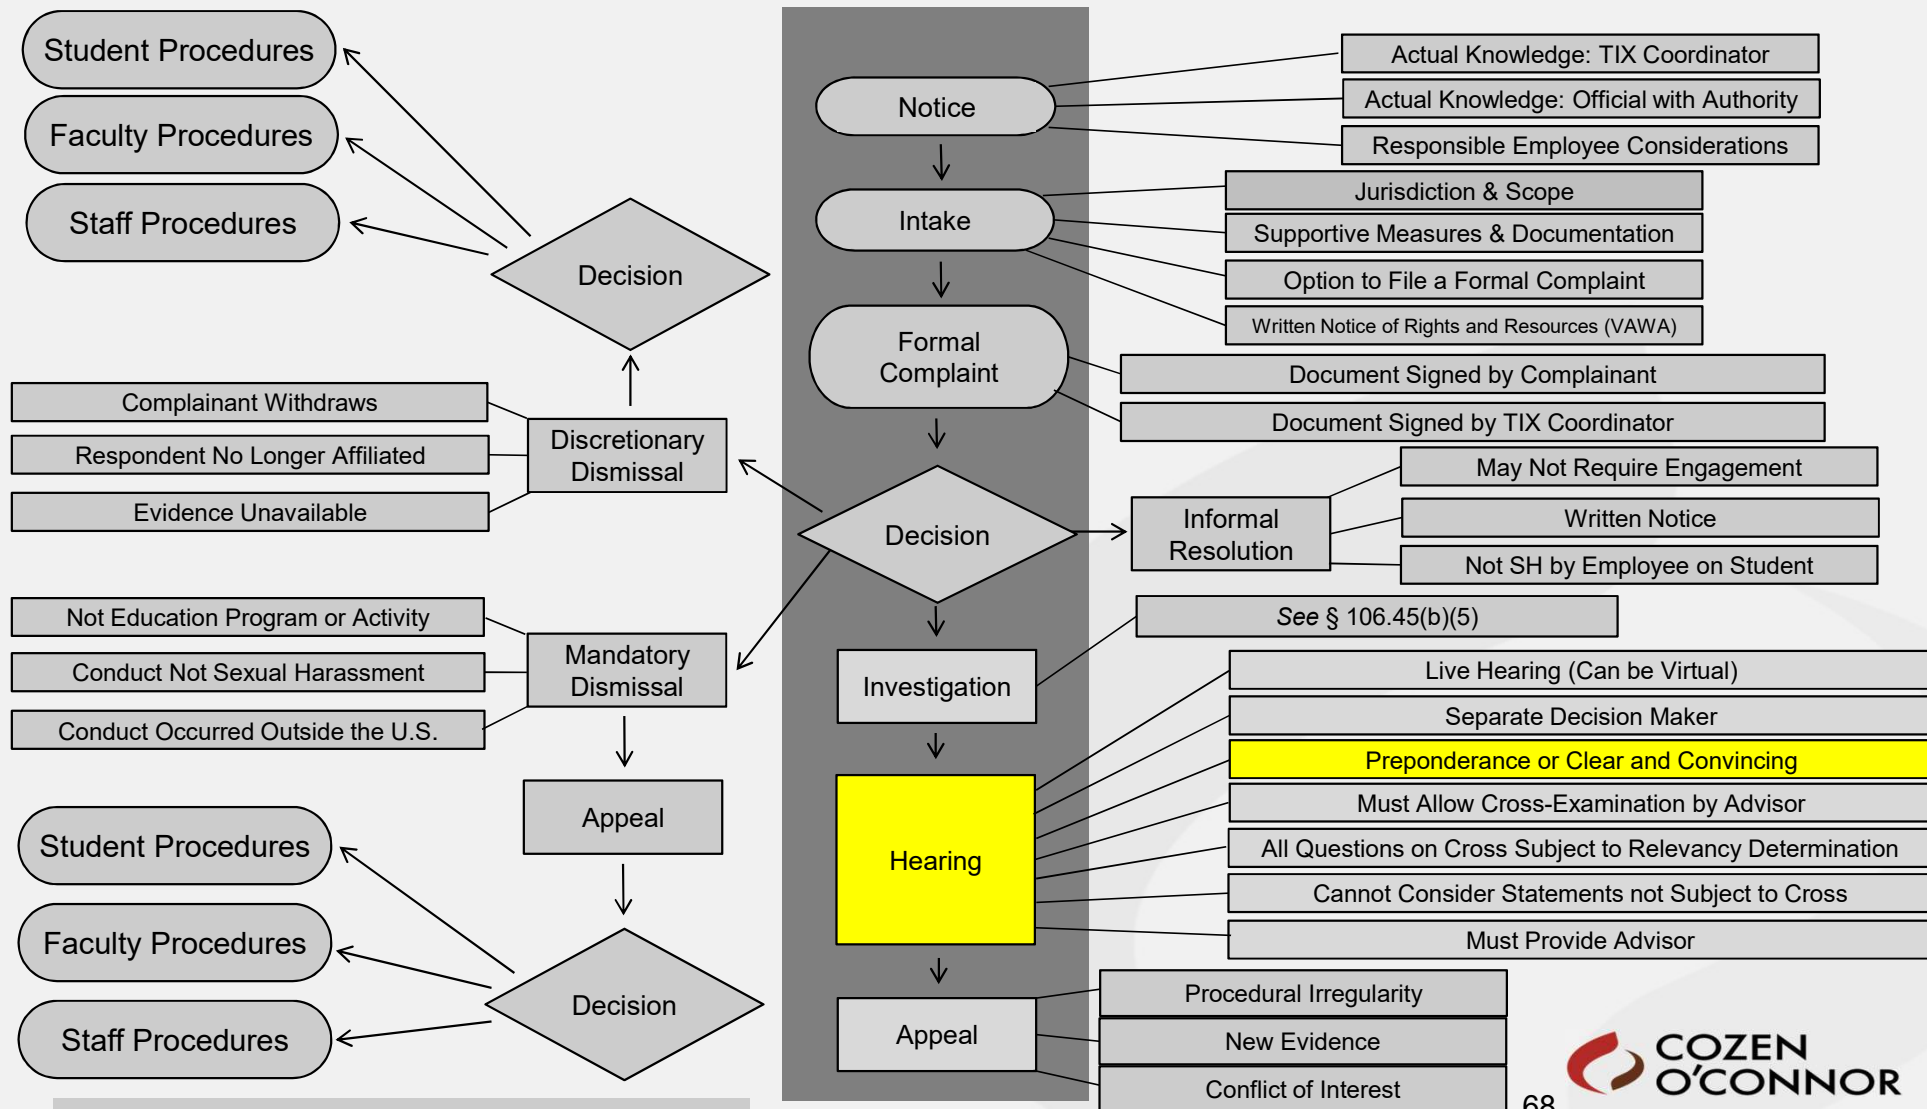 Student Procedures
Faculty Procedures
Staff Procedures
Decision
Complainant Withdraws
Respondent No Longer Affiliated
Evidence Unavailable
Discretionary
Dismissal
Not Education Program or Activity
Conduct Not Sexual Harassment
Conduct Occurred Outside the U.S.
Mandatory
Dismissal
Appeal
Student Procedures
Faculty Procedures
Staff Procedures
Decision
Notice
Actual Knowledge: TIX Coordinator
Actual Knowledge: Official with Authority
Responsible Employee Considerations
Intake
Jurisdiction & Scope
Supportive Measures & Documentation
Option to File a Formal Complaint
Written Notice of Rights and Resources (VAWA)
Formal
Complaint
Document Signed by Complainant
Document Signed by TIX Coordinator
Decision
Informal
Resolution
May Not Require Engagement
Written Notice
Not SH by Employee on Student
Investigation
See § 106.45(b)(5)
Hearing
Live Hearing (Can be Virtual)
Separate Decision Maker
Preponderance or Clear and Convincing
Must Allow Cross-Examination by Advisor
All Questions on Cross Subject to Relevancy Determination
Cannot Consider Statements not Subject to Cross
Must Provide Advisor
Appeal
Procedural Irregularity
New Evidence
Conflict of Interest
COZEN
O'CONNOR
68